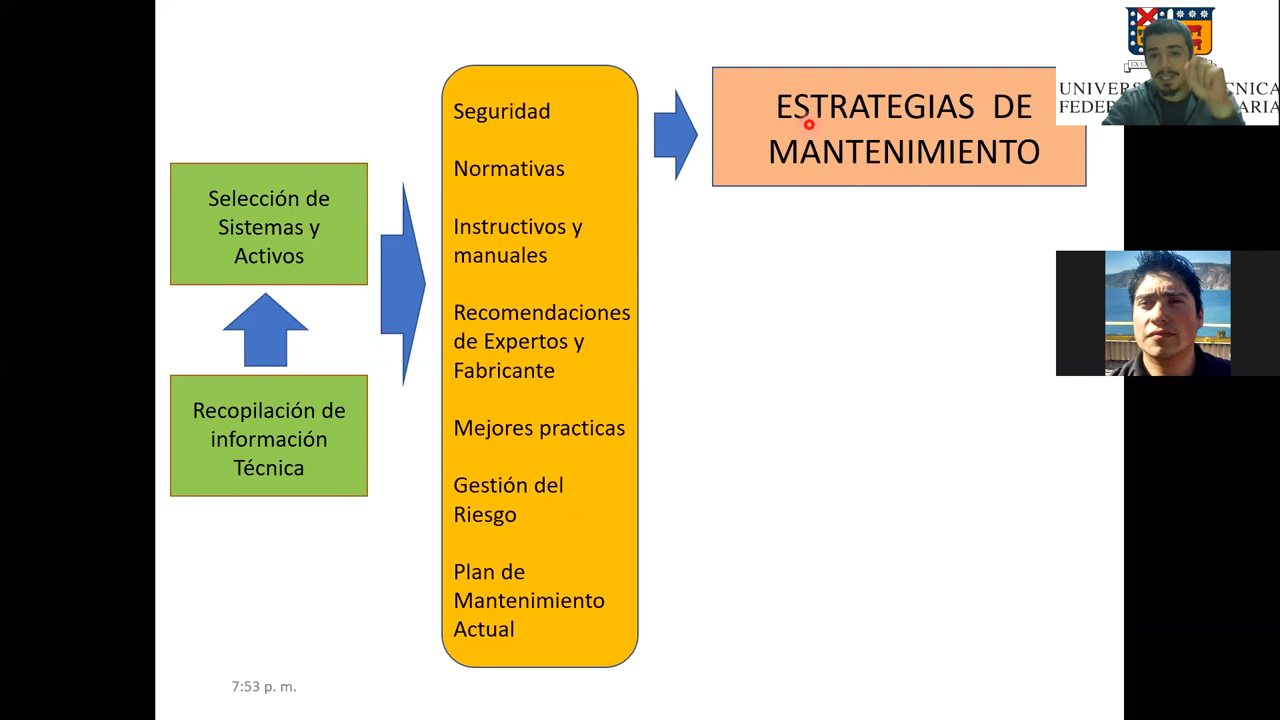 Selección de
Sistemas y
Activos
Recopilación de
información
Técnica
Seguridad
Normativas
Instructivos y
manuales
Recomendaciones
de Expertos y
Fabricante
Mejores practicas
Gestión del
Riesgo
Plan de
Mantenimiento
Actual
ESTRATEGIAS DE
MANTENIMIENTO
7:53 p. m.